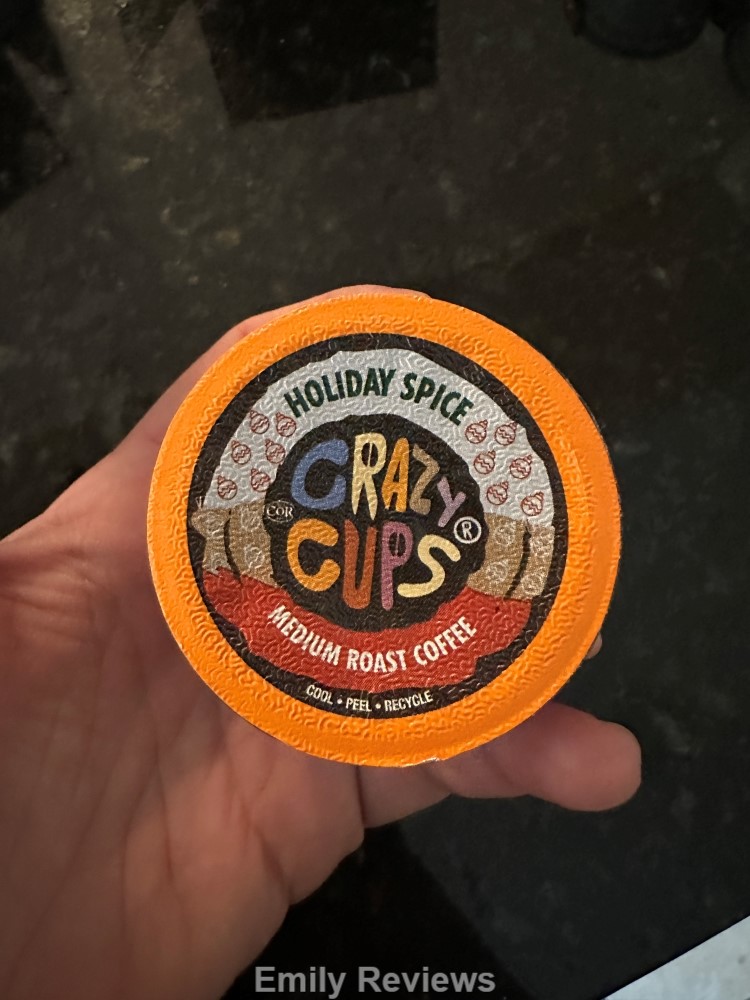 HOLIDAY SPICE
CRAZY
CUPS®
COR
MEDIUM ROAST COFFEE
COOL • PEEL • RECYCLE
Emily Reviews